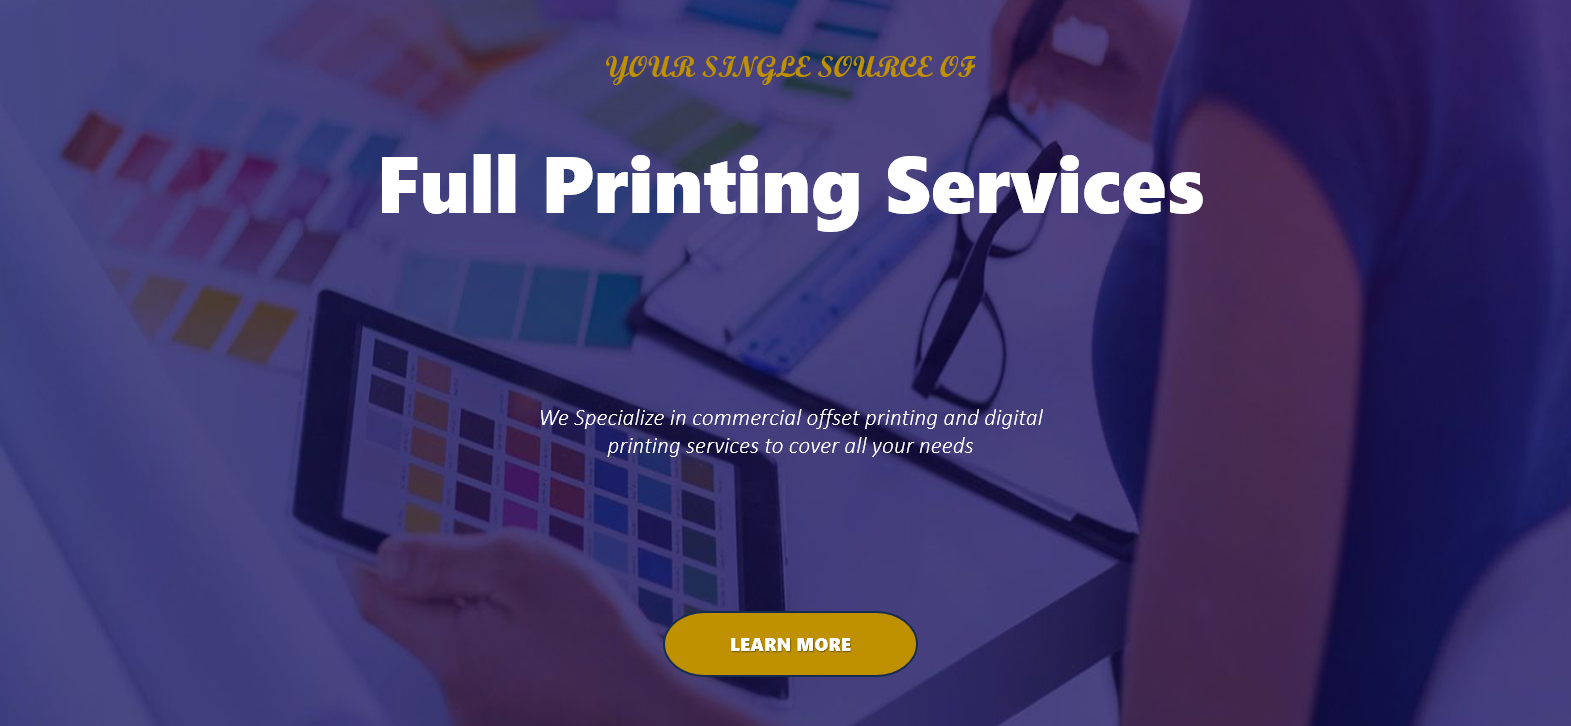 YOUR SINGLE SOURCE OF
Full Printing Services
We Specialize in commercial offset printing and digital
printing services to cover all your needs
LEARN MORE